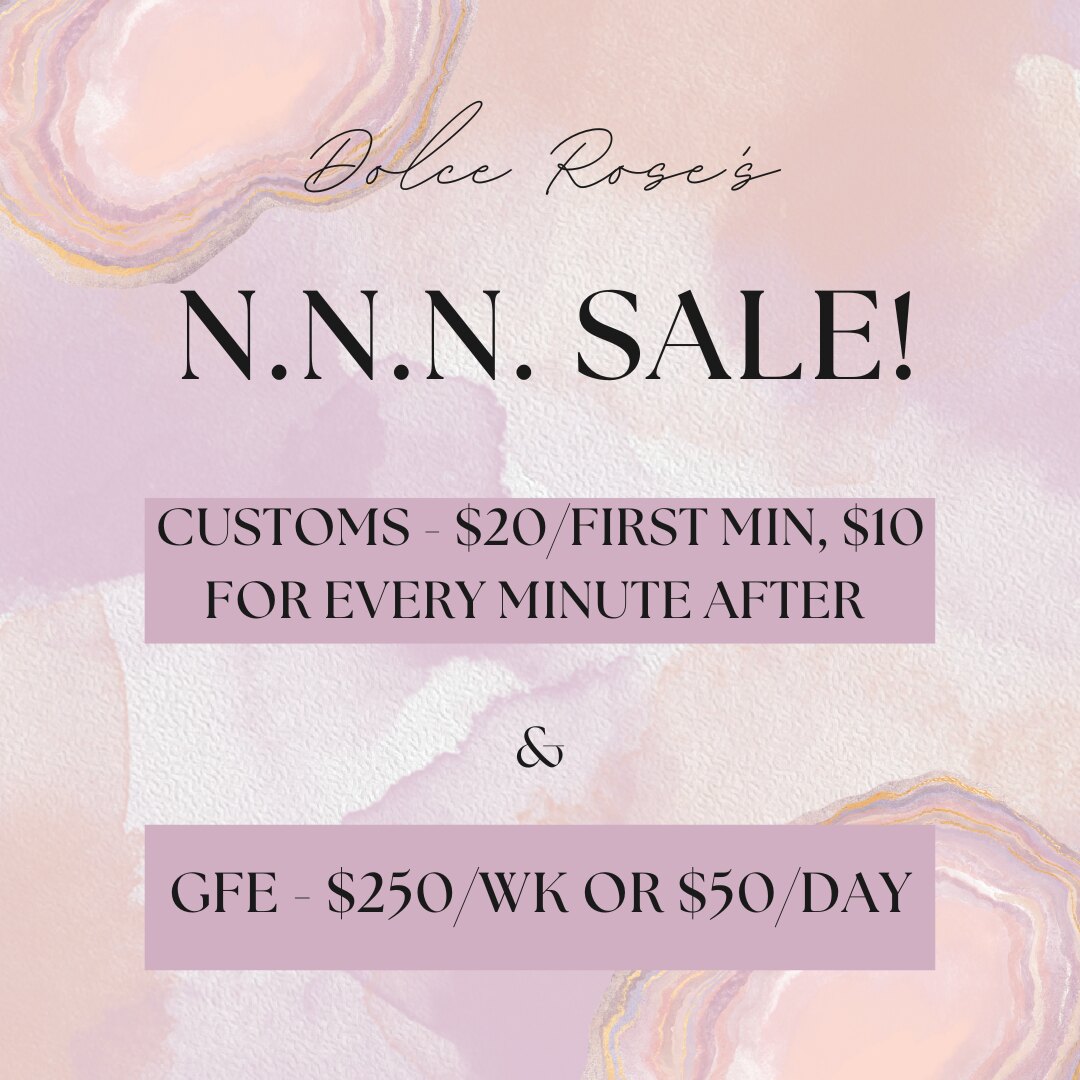 Dolce Rose's
N.N.N. SALE!
CUSTOMS - $20/FIRST MIN, $10
FOR EVERY MINUTE AFTER
&
GFE - $250/WK OR $50/DAY